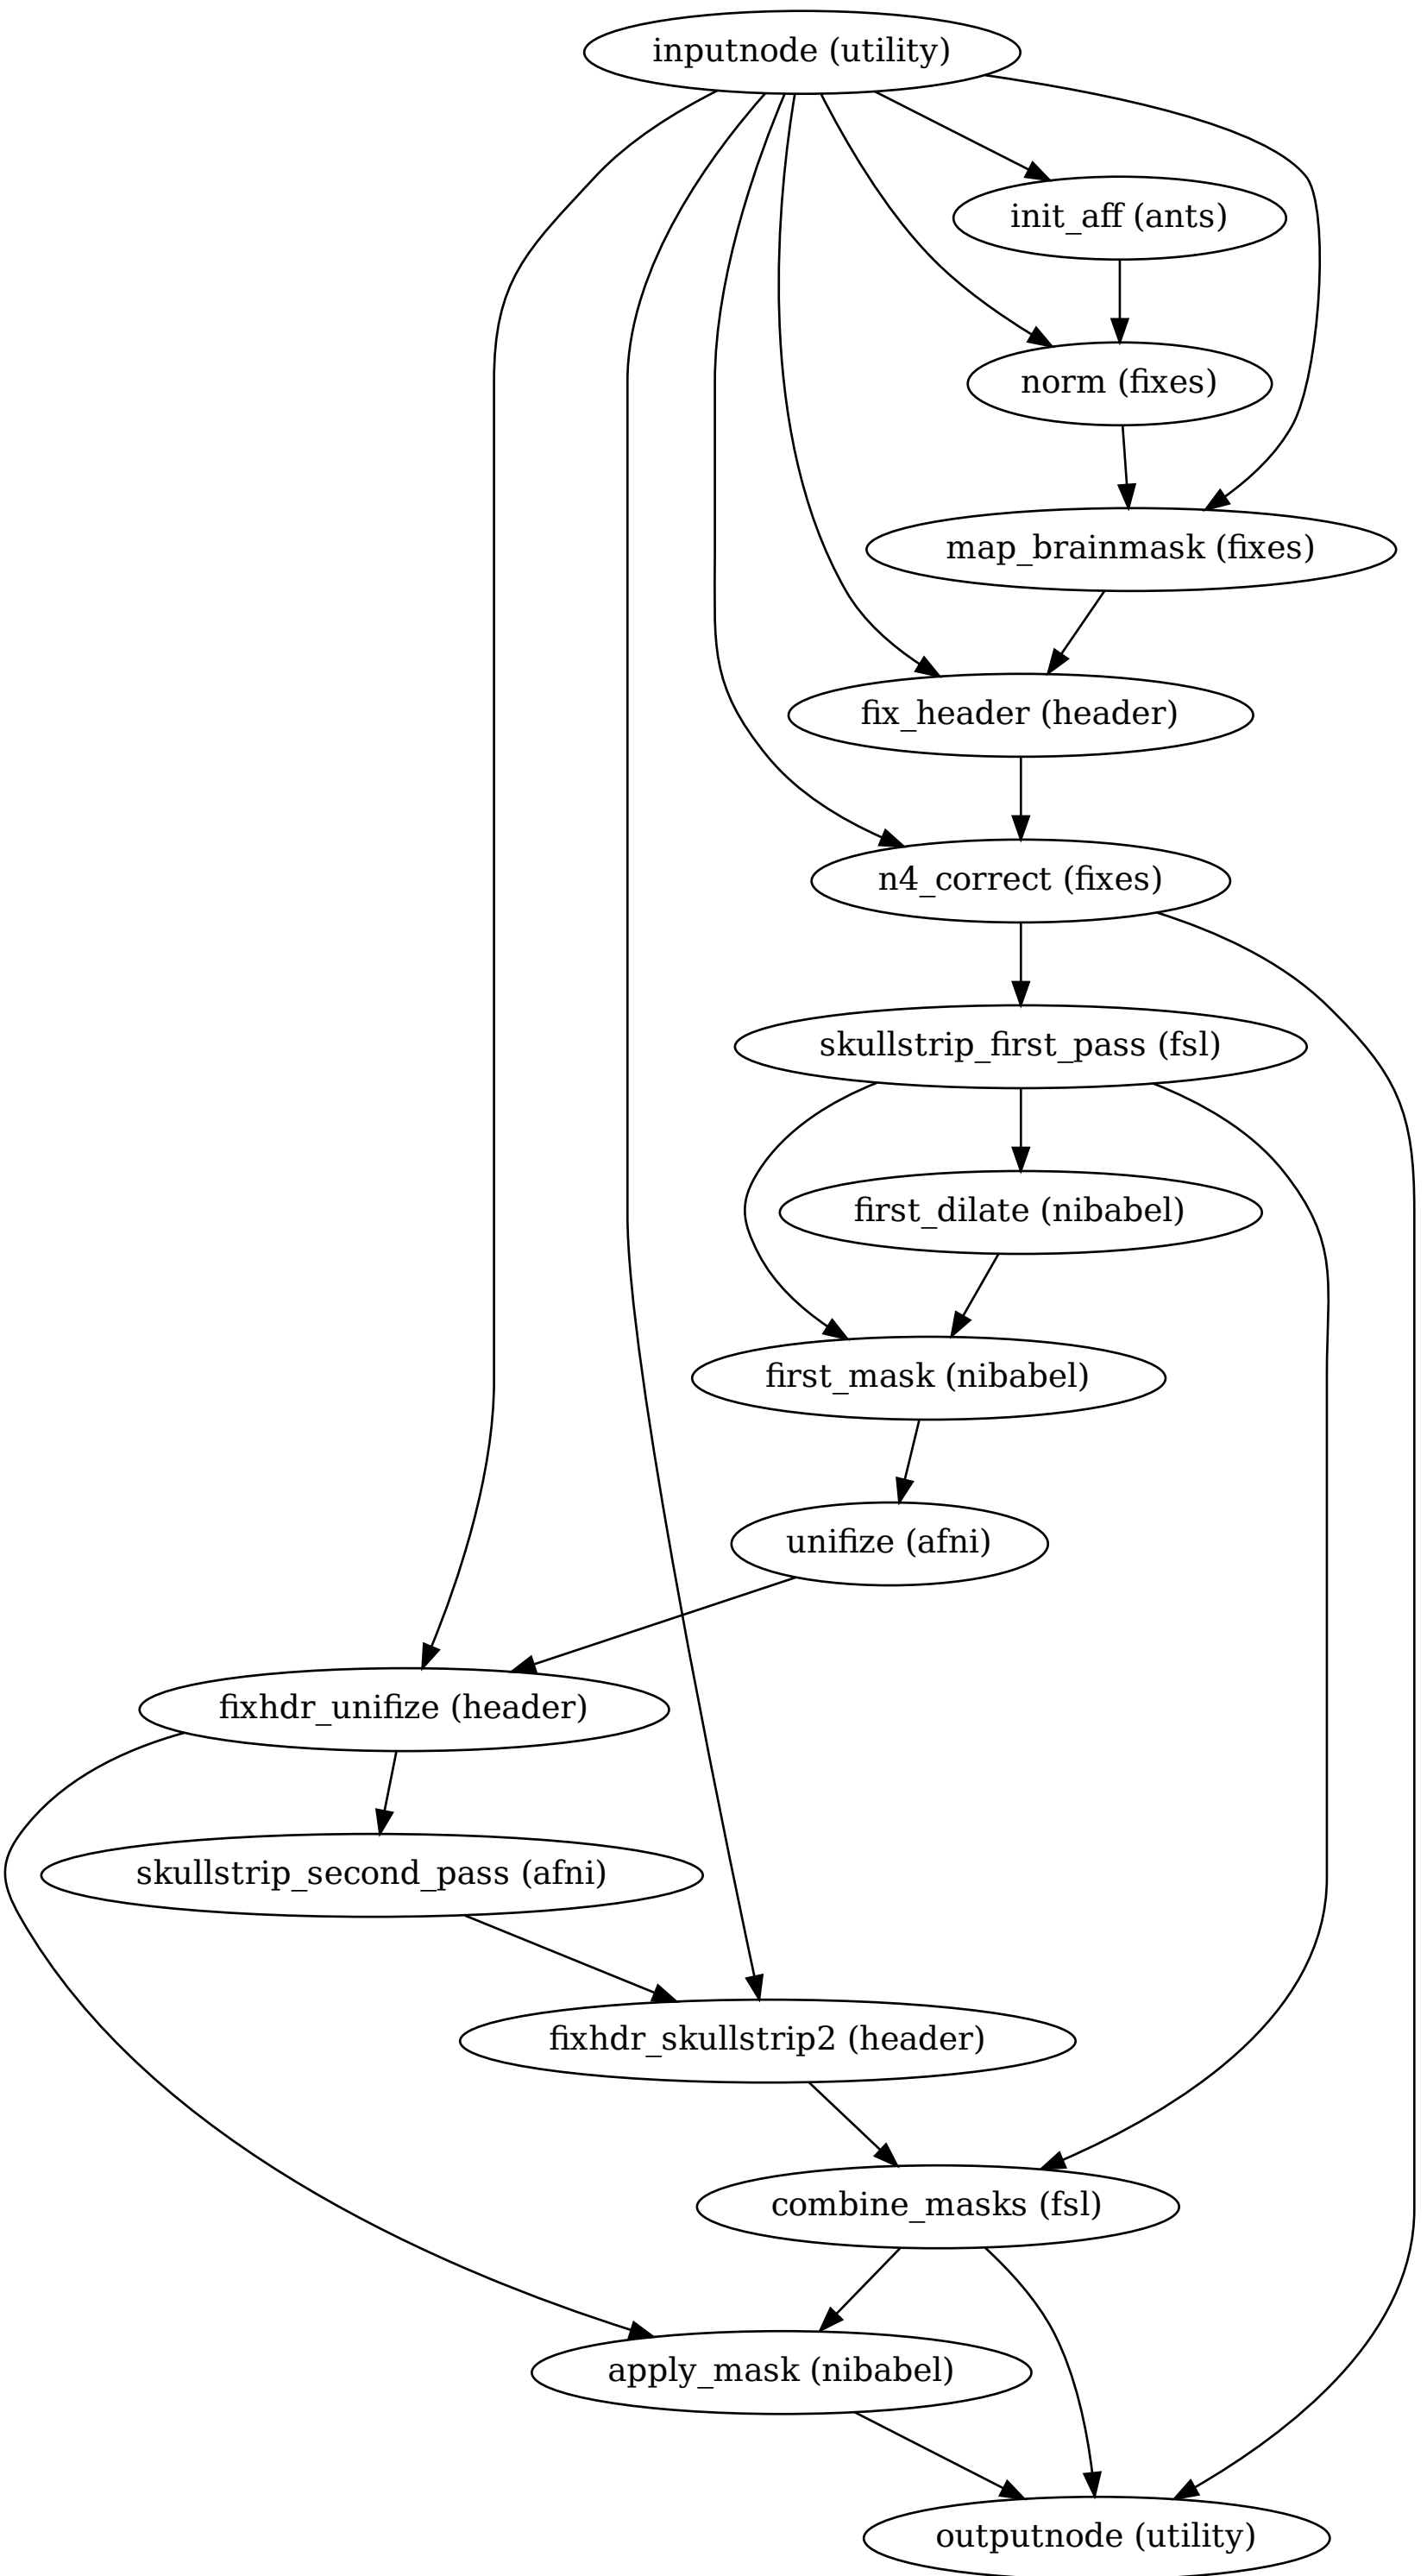 inputnode (utility)
init_aff (ants)
norm (fixes)
map_brainmask (fixes)
fix_header (header)
n4_correct (fixes)
skullstrip_first_pass (fsl)
first_dilate (nibabel)
first_mask (nibabel)
unifize (afni)
fixhdr_unifize (header)
skullstrip_second_pass (afni)
fixhdr_skullstrip2 (header)
combine_masks (fsl)
apply_mask (nibabel)
outputnode (utility)